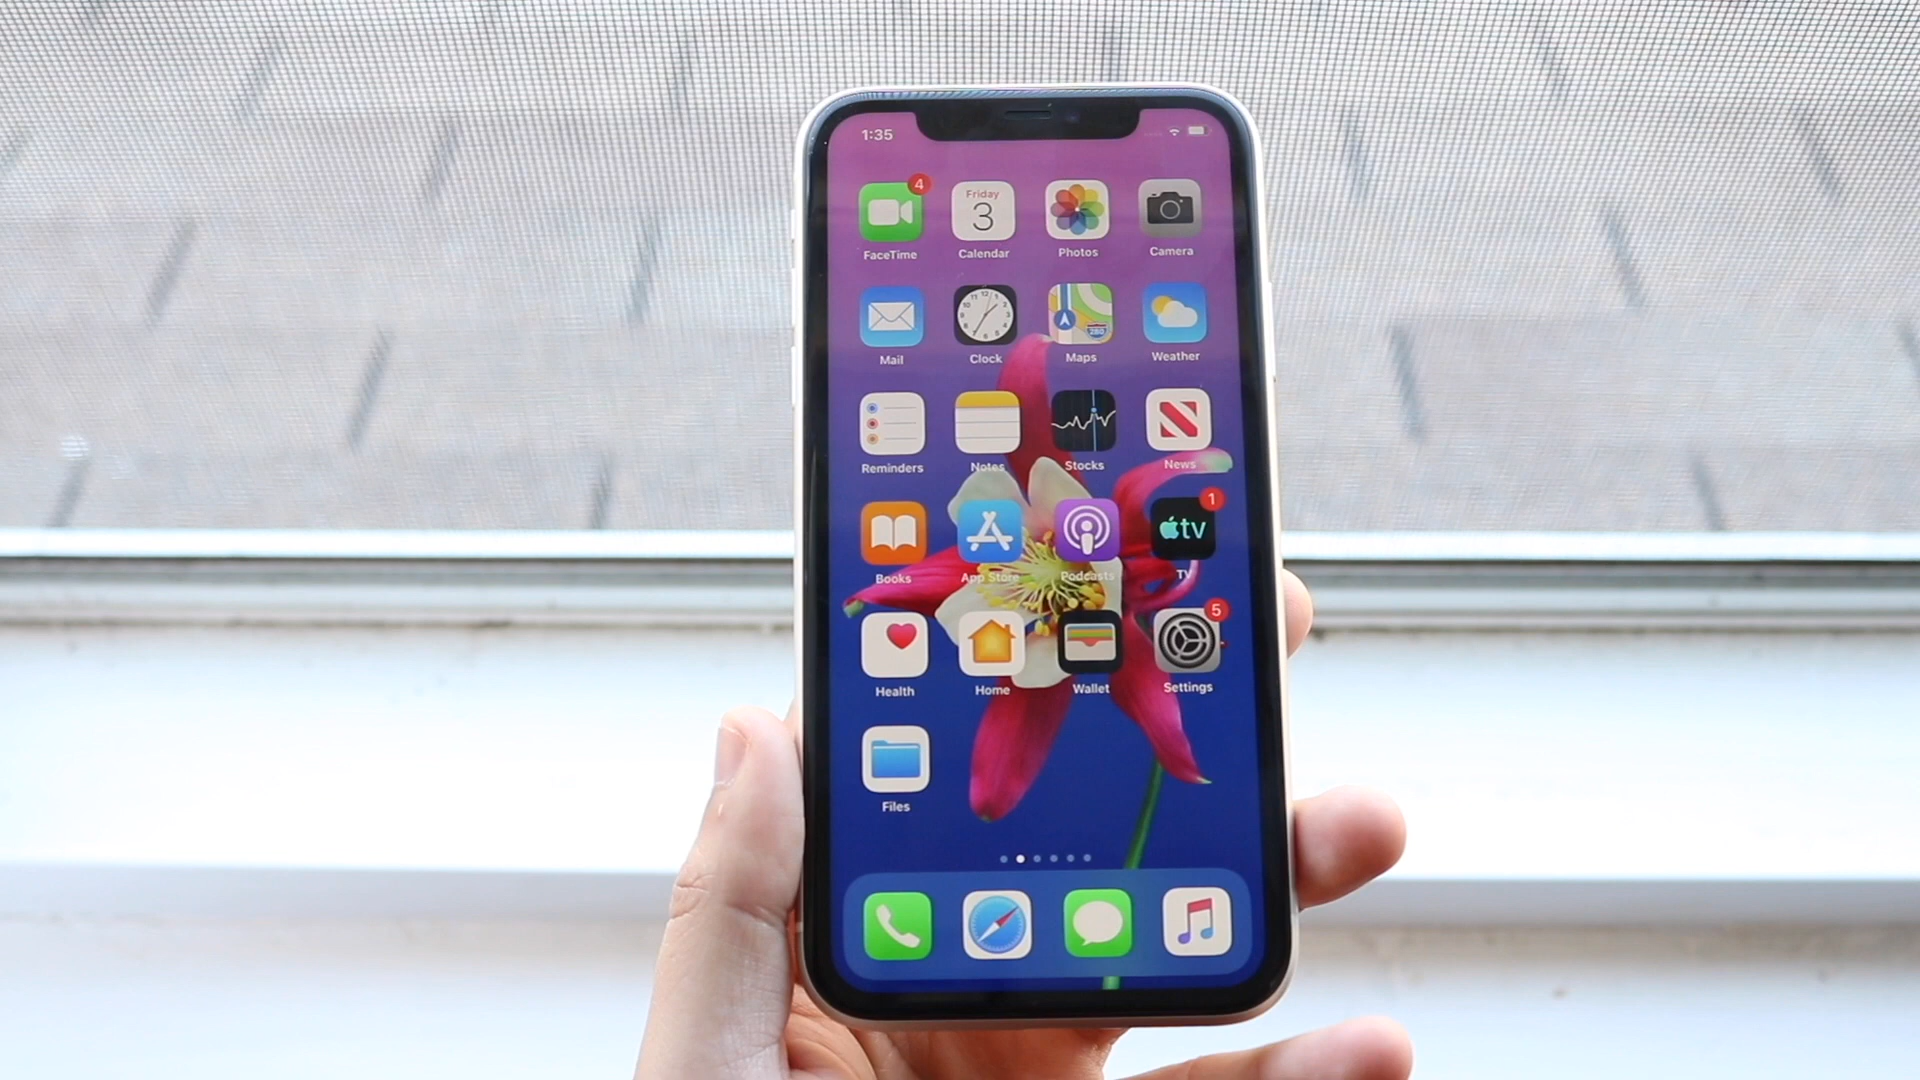 1:35
4
Friday
3
FaceTime
Calendar
Photos
Camera
280
Mail
Clock
Maps
Weather
Reminders
Notes
Stocks
News
1
tv
Books
App Store
Podcasts
TV
5
Health
Home
Wallet
Settings
Files